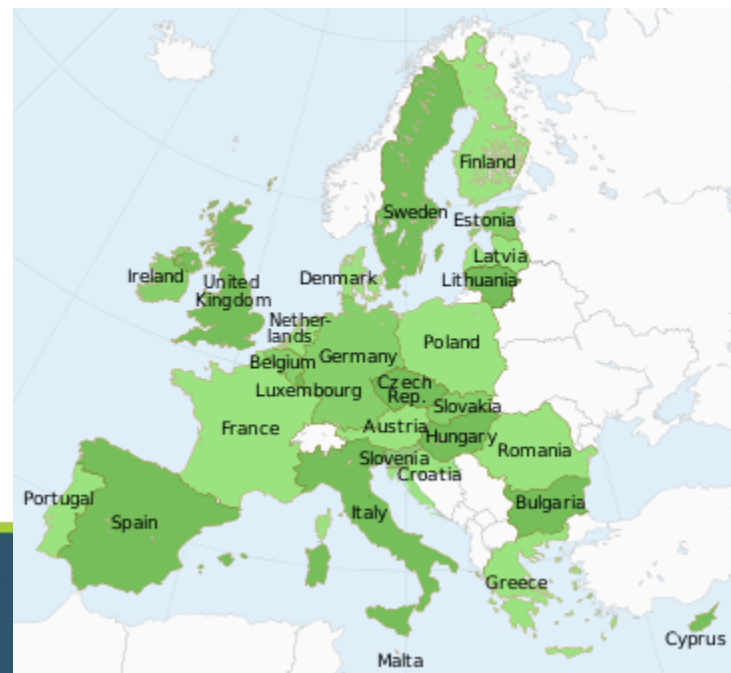 Finland
Sweden
Estonia
Latvia
Lithuania
Ireland
United
Kingdom
Denmark
Nether-
lands
Belgium
Germany
Poland
Luxembourg
Czech
Rep.
Slovakia
France
Austria
Hungary
Romania
Slovenia
Croatia
Portugal
Spain
Italy
Bulgaria
Greece
Cyprus
Malta